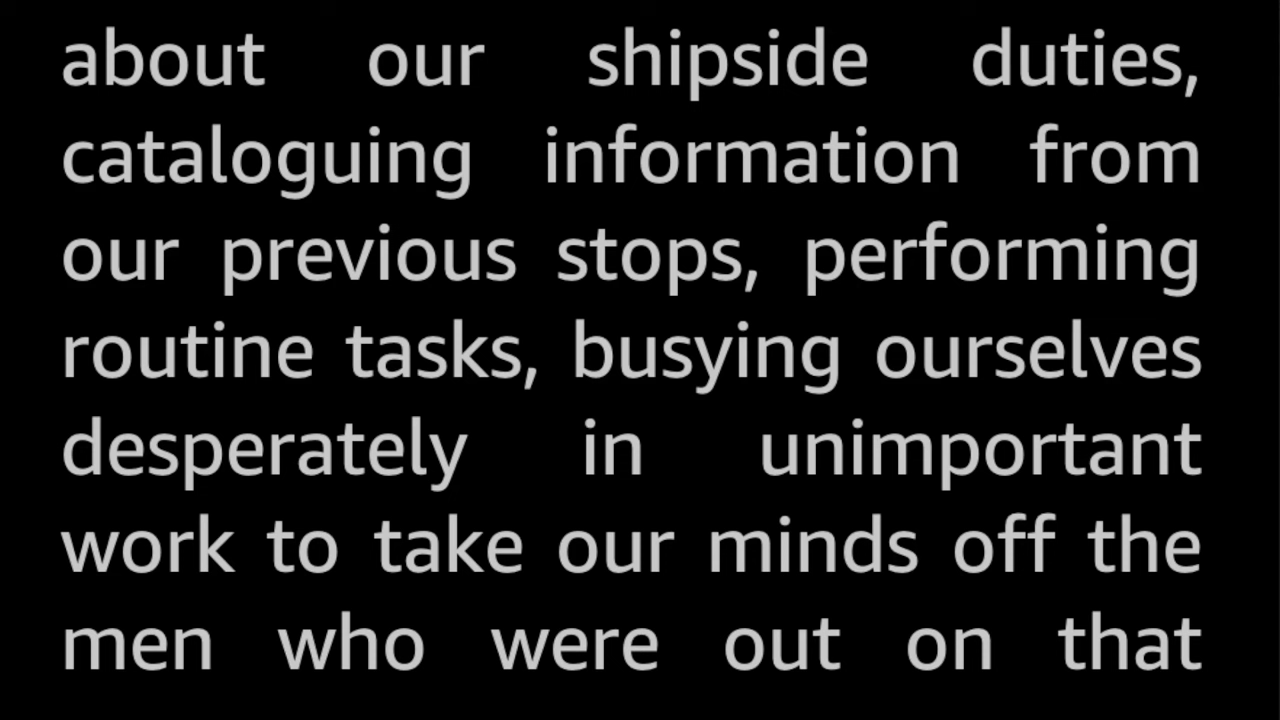 about our shipside duties,
cataloguing information from
our previous stops, performing
routine tasks, busying ourselves
desperately in unimportant
work to take our minds off the
men who were out on that